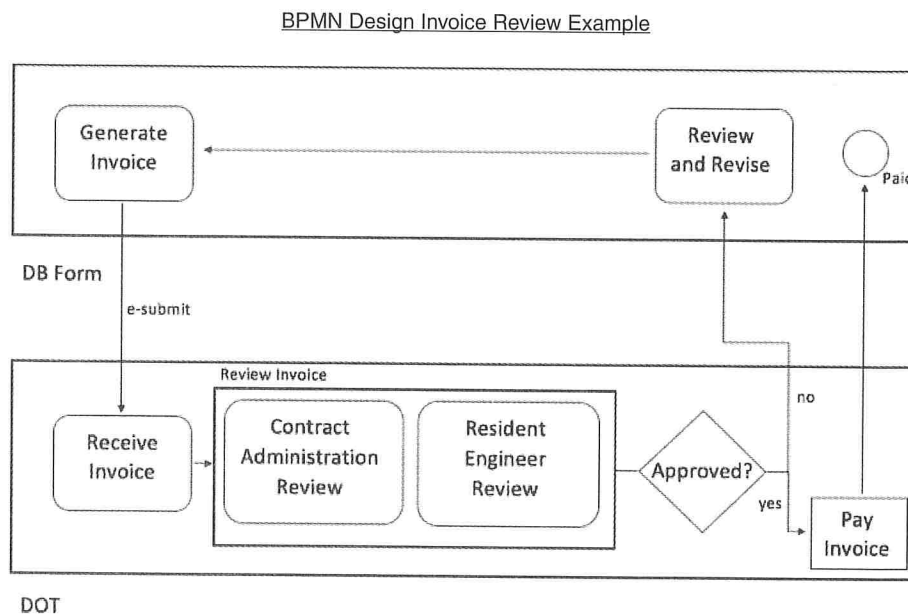 BPMN Design Invoice Review Example
Generate
Invoice
Review
and Revise
Paid
DB Form
e-submit
Review Invoice
Receive
Invoice
Contract
Administration
Review
Resident
Engineer
Review
Approved?
no
yes
Pay
Invoice
DOT